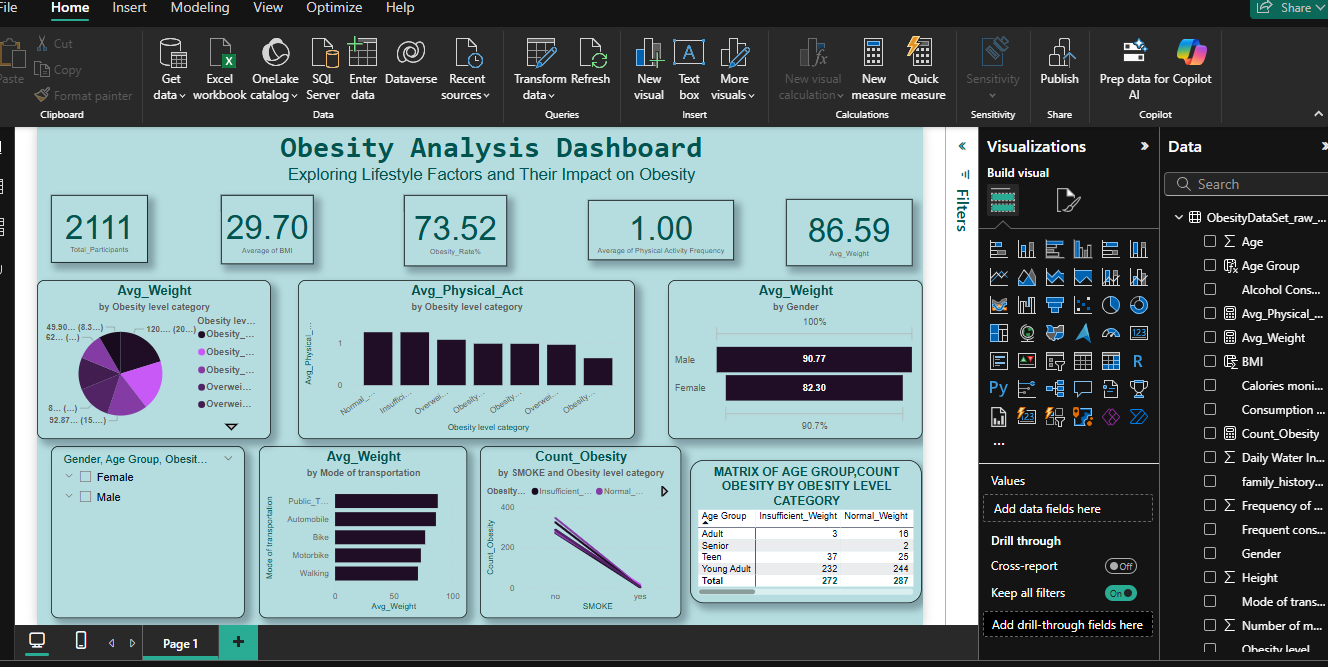 File Home Insert Modeling View Optimize Help Share
Paste Cut Copy Format painter
Get data Excel workbook OneLake catalog SQL Server Enter data Dataverse Recent sources
Transform data Refresh
New visual Text box More visuals
New visual calculation New measure Quick measure
Sensitivity Publish Prep data for AI Copilot
Clipboard Data Queries Insert Calculations Sensitivity Share Copilot
Obesity Analysis Dashboard
Exploring Lifestyle Factors and Their Impact on Obesity
2111
Total_Participants
29.70
Average of BMI
73.52
Obesity_Rate%
1.00
Average of Physical Activity Frequency
86.59
Avg_Weight
Avg_Weight
by Obesity level category
49.90... (8.3...)
62... (...)
120.... (20...)
8... (...)
92.87... (15....)
Obesity lev...
Obesity_...
Obesity_...
Obesity_...
Overwei...
Overwei...
Avg_Physical_Act
by Obesity level category
Avg_Physical_...
1
0
Normal_... Insuffici... Overwei... Obesity_... Obesity_... Overwei... Obesity_...
Obesity level category
Avg_Weight
by Gender
100%
Male 90.77
Female 82.30
90.7%
Gender, Age Group, Obesit...
Female
Male
Avg_Weight
by Mode of transportation
Mode of transportation
Public_T...
Automobile
Bike
Motorbike
Walking
0 50 100
Avg_Weight
Count_Obesity
by SMOKE and Obesity level category
Obesity... Insufficient_... Normal_...
Count_Obesity
400
200
0
no yes
SMOKE
MATRIX OF AGE GROUP,COUNT
OBESITY BY OBESITY LEVEL
CATEGORY
Age Group Insufficient_Weight Normal_Weight
Adult 3 16
Senior 2
Teen 37 25
Young Adult 232 244
Total 272 287
Page 1
Filters
Visualizations
Build visual
123
R
Py
123
...
Values
Add data fields here
Drill through
Cross-report Off
Keep all filters On
Add drill-through fields here
Data
Search
ObesityDataSet_raw_...
Age
Age Group
Alcohol Cons...
Avg_Physical_...
Avg_Weight
BMI
Calories moni...
Consumption ...
Count_Obesity
Daily Water In...
family_history...
Frequency of ...
Frequent cons...
Gender
Height
Mode of trans...
Number of m...
Obesity level